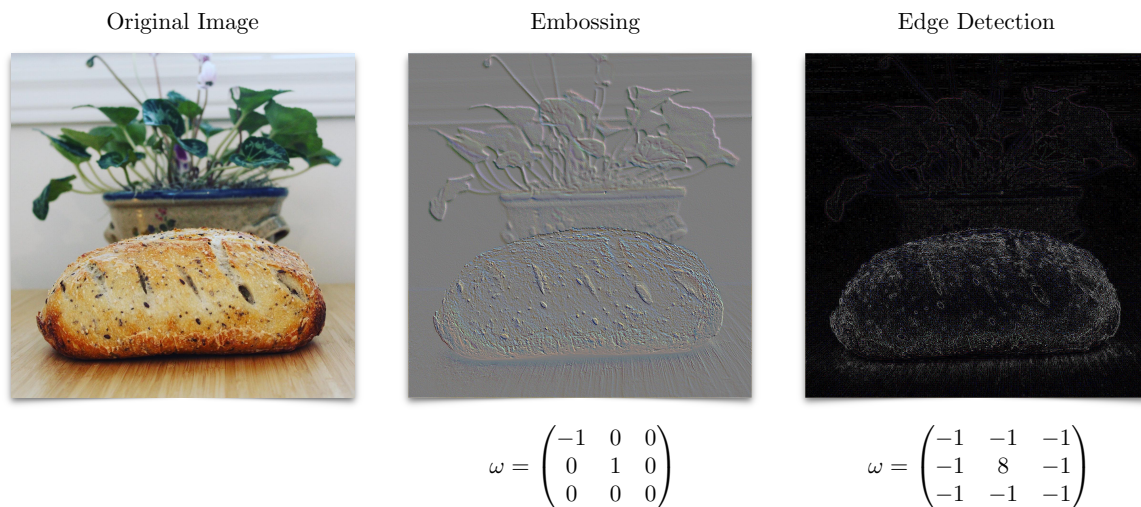 Original Image
Embossing
Edge Detection
ω = (−1 0 0
0 1 0
0 0 0)
ω = (−1 −1 −1
−1 8 −1
−1 −1 −1)